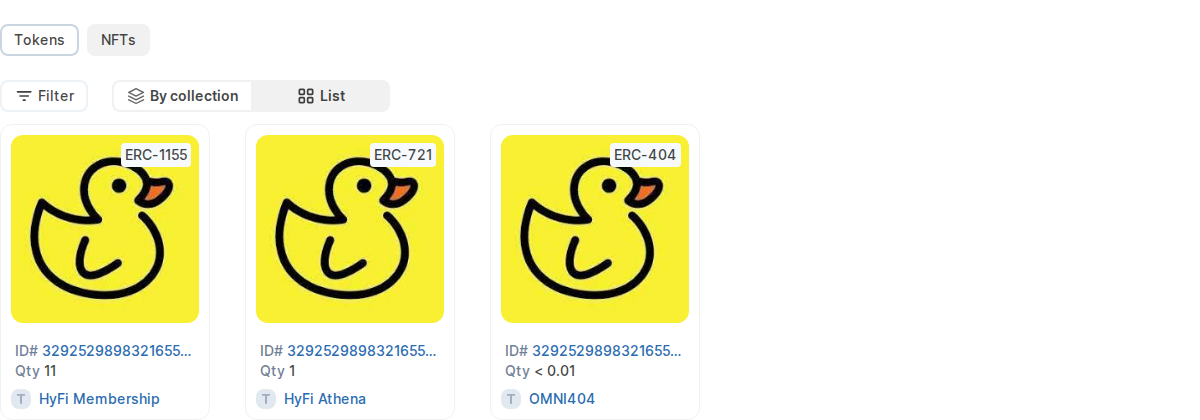 Tokens NFTs
Filter By collection List
ERC-1155 ERC-721 ERC-404
ID# 3292529898321655... ID# 3292529898321655... ID# 3292529898321655...
Qty 11 Qty 1 Qty < 0.01
T HyFi Membership T HyFi Athena T OMNI404